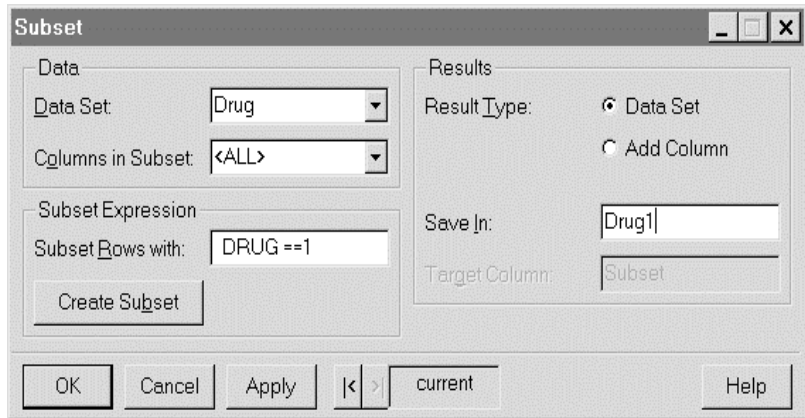 Subset
Data
Data Set:
Drug
Columns in Subset:
<ALL>
Subset Expression
Subset Rows with:
DRUG ==1
Create Subset
Results
Result Type:
Data Set
Add Column
Save In:
Drug1
Target Column:
Subset
OK
Cancel
Apply
current
Help